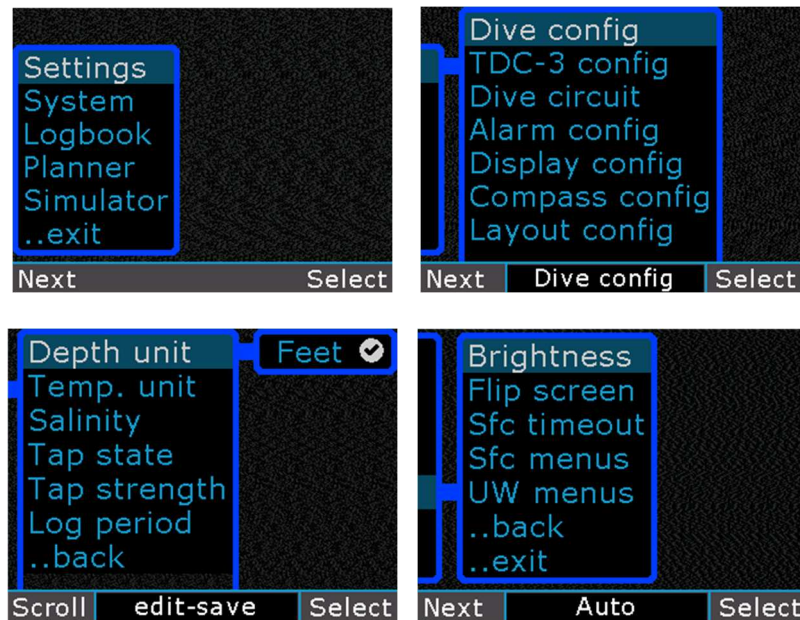 Settings
System
Logbook
Planner
Simulator
..exit
Next Select
Dive config
TDC-3 config
Dive circuit
Alarm config
Display config
Compass config
Layout config
Next Dive config Select
Depth unit Feet
Temp. unit
Salinity
Tap state
Tap strength
Log period
..back
Scroll edit-save Select
Brightness
Flip screen
Sfc timeout
Sfc menus
UW menus
..back
..exit
Next Auto Select